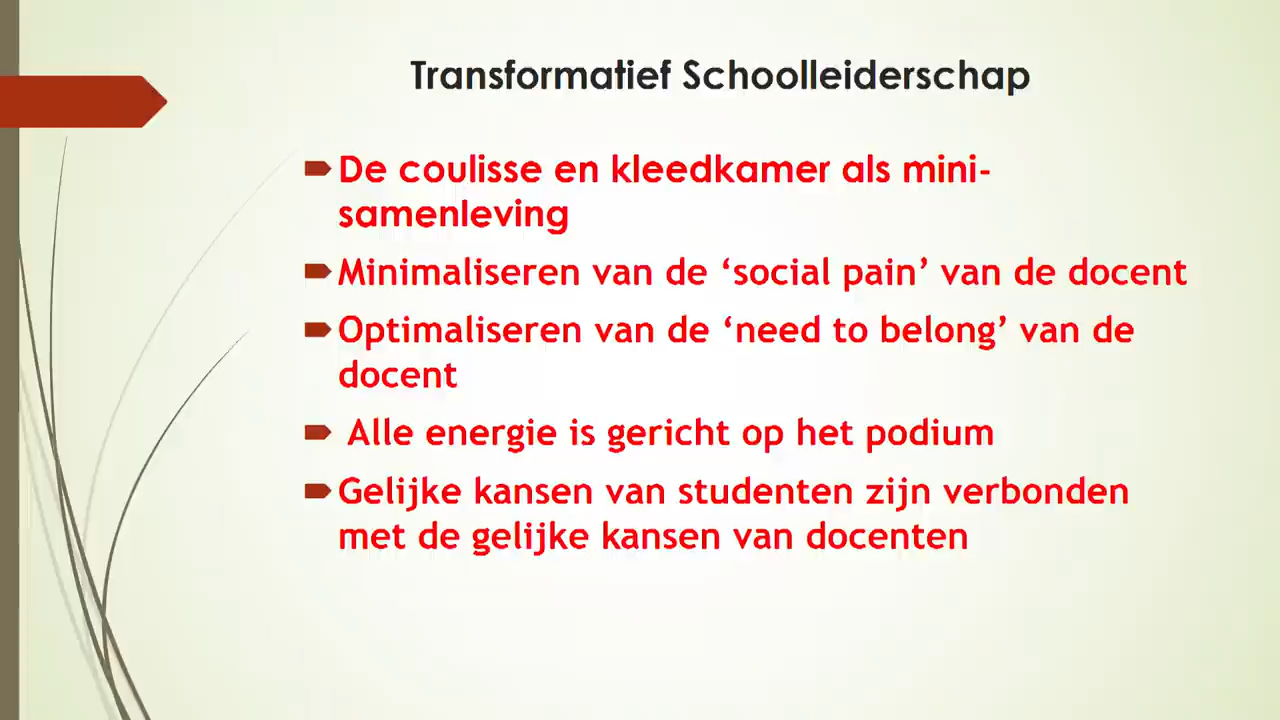 Transformatief Schoolleiderschap
De coulisse en kleedkamer als mini-
samenleving
Minimaliseren van de ‘social pain’ van de docent
Optimaliseren van de ‘need to belong’ van de
docent
Alle energie is gericht op het podium
Gelijke kansen van studenten zijn verbonden
met de gelijke kansen van docenten